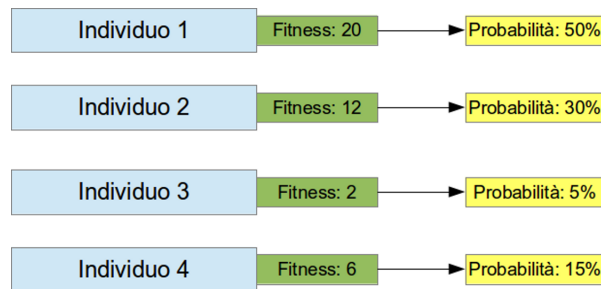 Individuo 1 Fitness: 20 Probabilità: 50%
Individuo 2 Fitness: 12 Probabilità: 30%
Individuo 3 Fitness: 2 Probabilità: 5%
Individuo 4 Fitness: 6 Probabilità: 15%